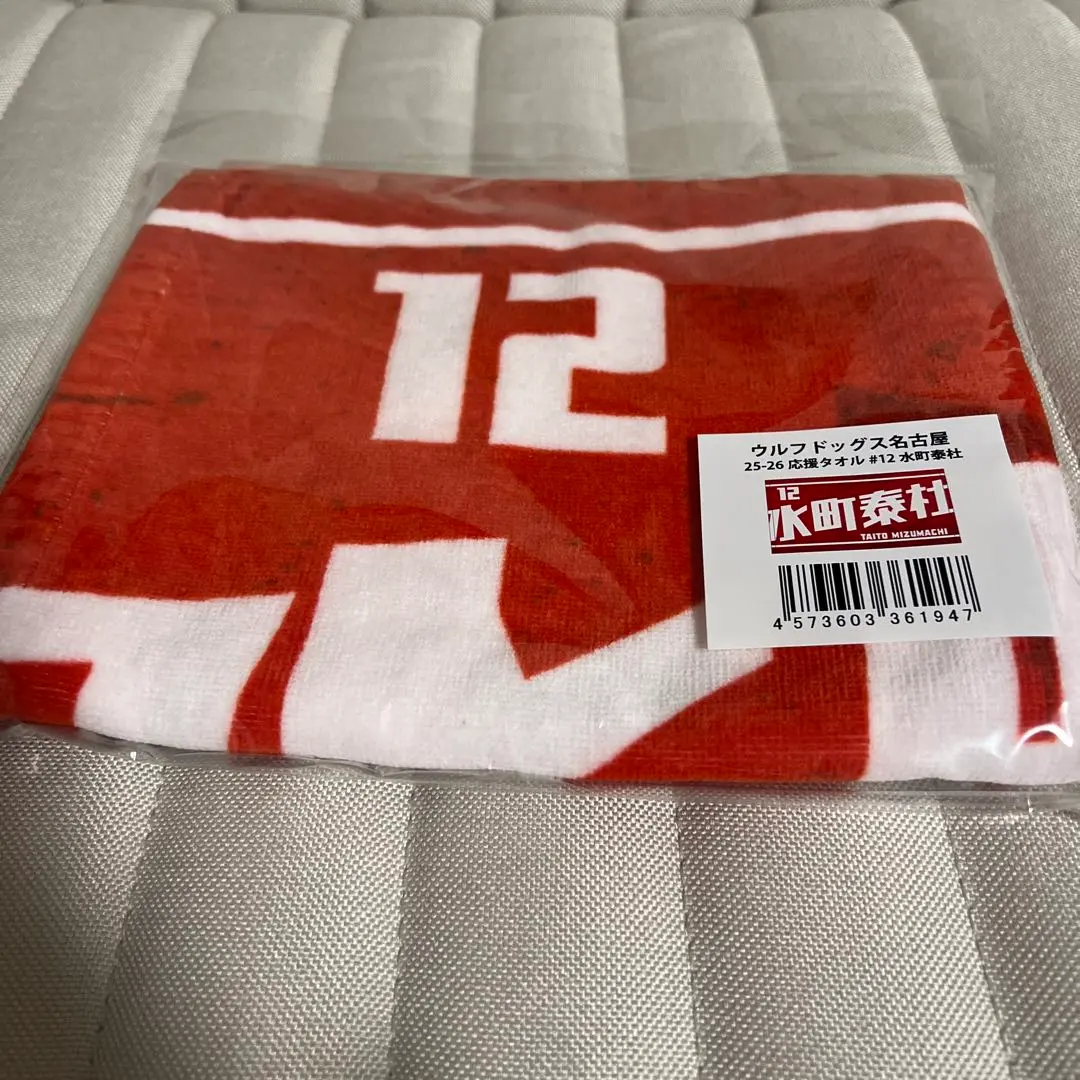 12
ウルフドッグス名古屋
25-26 応援タオル #12 水町泰杜
12
水町泰杜
TAITO MIZUMACHI
4 573603 361947